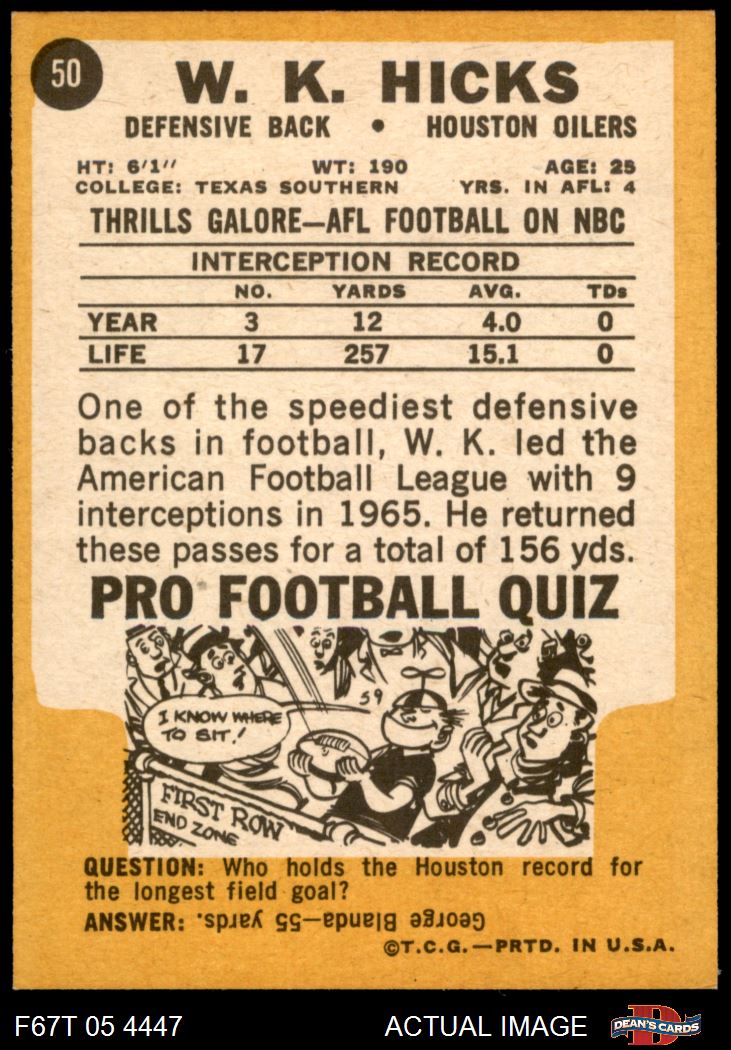 50
W. K. HICKS
DEFENSIVE BACK • HOUSTON OILERS
HT: 6'1" WT: 190 AGE: 25
COLLEGE: TEXAS SOUTHERN YRS. IN AFL: 4
THRILLS GALORE—AFL FOOTBALL ON NBC
INTERCEPTION RECORD
NO. YARDS AVG. TDs
YEAR 3 12 4.0 0
LIFE 17 257 15.1 0
One of the speediest defensive
backs in football, W. K. led the
American Football League with 9
interceptions in 1965. He returned
these passes for a total of 156 yds.
PRO FOOTBALL QUIZ
59
I KNOW WHERE
TO SIT!
FIRST ROW
END ZONE
QUESTION: Who holds the Houston record for
the longest field goal?
ANSWER: George Blanda—55 yards.
©T.C.G.—PRTD. IN U.S.A.
F67T 05 4447 ACTUAL IMAGE
D
DEAN'S CARDS